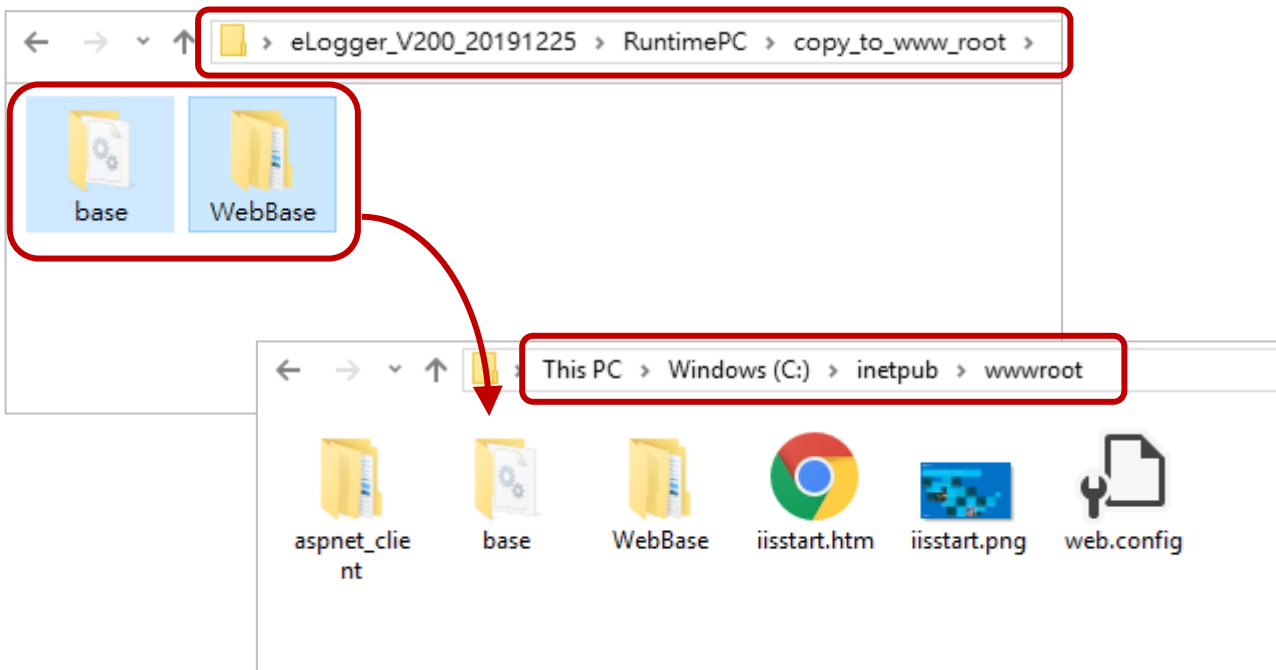 eLogger_V200_20191225 > RuntimePC > copy_to_www_root >
base
WebBase
This PC > Windows (C:) > inetpub > wwwroot
aspnet_clie
nt
base
WebBase
iisstart.htm
iisstart.png
web.config